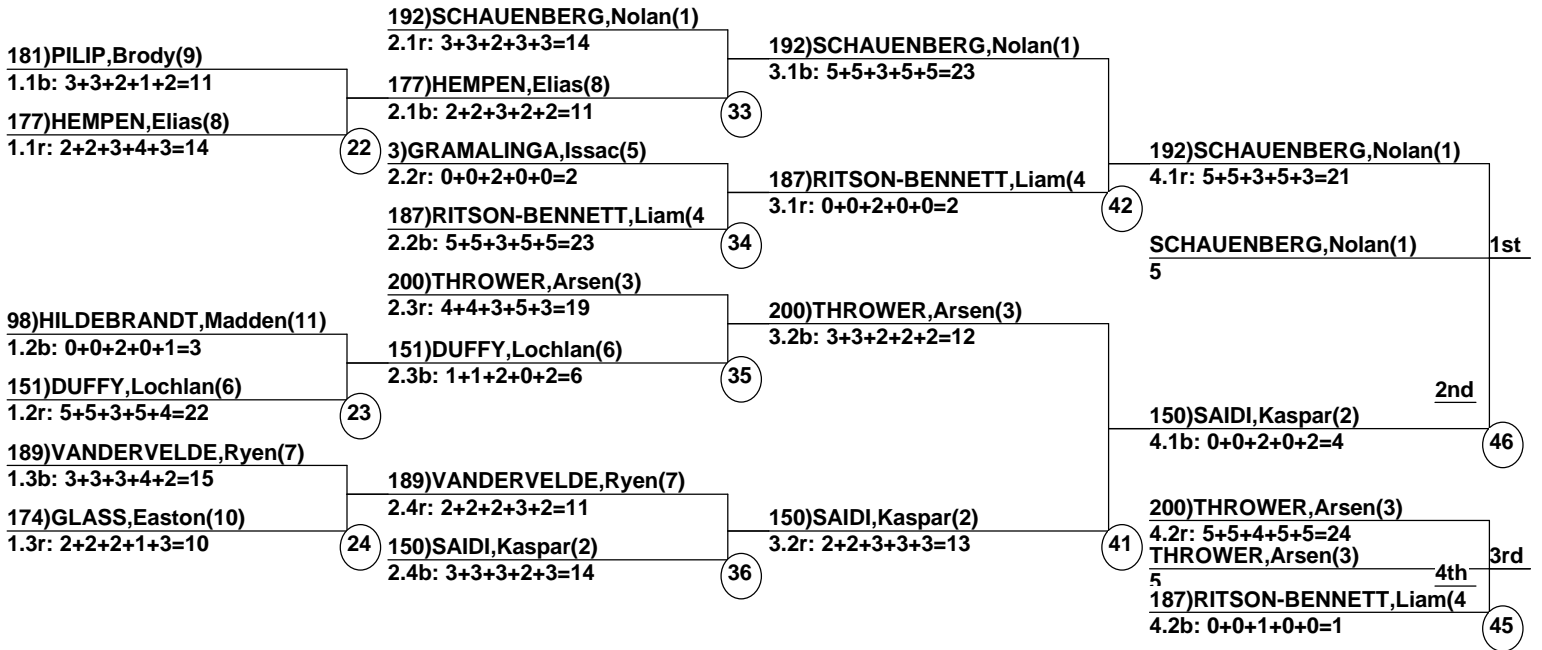 181)PILIP,Brody(9)
1.1b: 3+3+2+1+2=11
177)HEMPEN,Elias(8)
1.1r: 2+2+3+4+3=14
22
98)HILDEBRANDT,Madden(11)
1.2b: 0+0+2+0+1=3
151)DUFFY,Lochlan(6)
1.2r: 5+5+3+5+4=22
23
189)VANDERVELDE,Ryen(7)
1.3b: 3+3+3+4+2=15
174)GLASS,Easton(10)
1.3r: 2+2+2+1+3=10
24
192)SCHAUENBERG,Nolan(1)
2.1r: 3+3+2+3+3=14
177)HEMPEN,Elias(8)
2.1b: 2+2+3+2+2=11
33
3)GRAMALINGA,Issac(5)
2.2r: 0+0+2+0+0=2
187)RITSON-BENNETT,Liam(4
2.2b: 5+5+3+5+5=23
34
200)THROWER,Arsen(3)
2.3r: 4+4+3+5+3=19
151)DUFFY,Lochlan(6)
2.3b: 1+1+2+0+2=6
35
189)VANDERVELDE,Ryen(7)
2.4r: 2+2+2+3+2=11
150)SAIDI,Kaspar(2)
2.4b: 3+3+3+2+3=14
36
192)SCHAUENBERG,Nolan(1)
3.1b: 5+5+3+5+5=23
187)RITSON-BENNETT,Liam(4
3.1r: 0+0+2+0+0=2
42
200)THROWER,Arsen(3)
3.2b: 3+3+2+2+2=12
150)SAIDI,Kaspar(2)
3.2r: 2+2+3+3+3=13
41
192)SCHAUENBERG,Nolan(1)
4.1r: 5+5+3+5+3=21
SCHAUENBERG,Nolan(1) 1st
5
2nd
150)SAIDI,Kaspar(2)
4.1b: 0+0+2+0+2=4
46
200)THROWER,Arsen(3)
4.2r: 5+5+4+5+5=24
THROWER,Arsen(3) 3rd
5 4th
187)RITSON-BENNETT,Liam(4
4.2b: 0+0+1+0+0=1
45